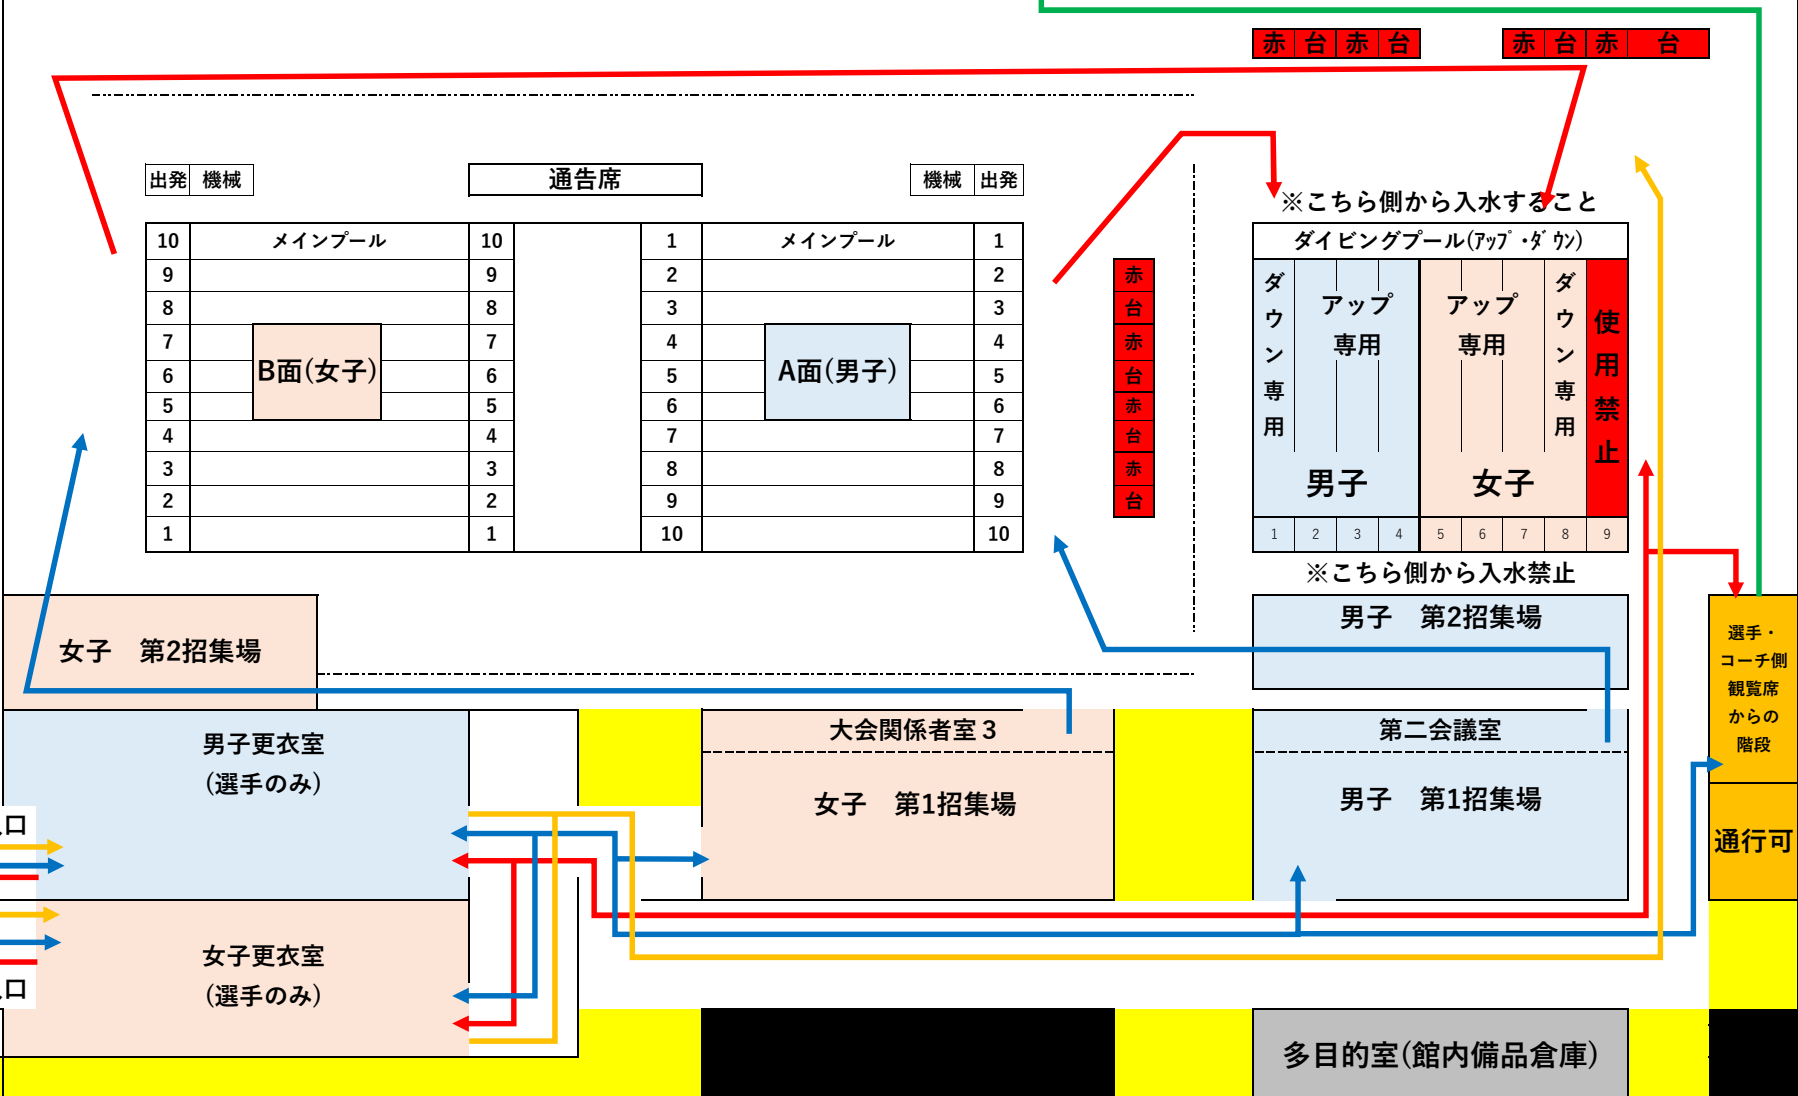 赤 台 赤 台 赤 台 赤 台
出発 機械 通告席 機械 出発
※こちら側から入水すること
10 メインプール 10 1 メインプール 1
ダイビングプール(ｱｯﾌﾟ・ﾀﾞｳﾝ)
9 9 2 2 赤
8 8 3 3 台
7 7 4 4 赤
6 6 5 5 台
5 5 6 6 赤
4 4 7 7 台
3 3 8 8 赤
2 2 9 9 台
1 1 10 10
B面(女子)
A面(男子)
ダウン専用
アップ
専用
アップ
専用
ダウン専用
使用禁止
男子 女子
1 2 3 4 5 6 7 8 9
※こちら側から入水禁止
女子　第2招集場
男子　第2招集場
選手・
コーチ側
観覧席
からの
階段
男子更衣室
(選手のみ)
大会関係者室３
女子　第1招集場
第二会議室
男子　第1招集場
通行可
口
女子更衣室
(選手のみ)
口
多目的室(館内備品倉庫)